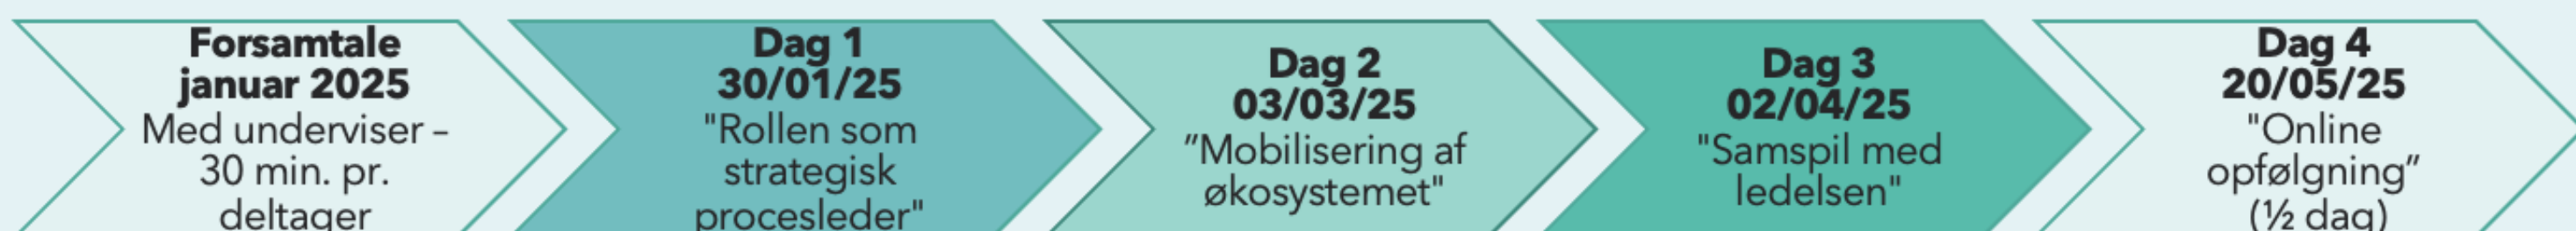 Forsamtale
januar 2025
Med underviser –
30 min. pr.
deltager
Dag 1
30/01/25
"Rollen som
strategisk
procesleder"
Dag 2
03/03/25
”Mobilisering af
økosystemet"
Dag 3
02/04/25
"Samspil med
ledelsen"
Dag 4
20/05/25
"Online
opfølgning”
(½ dag)